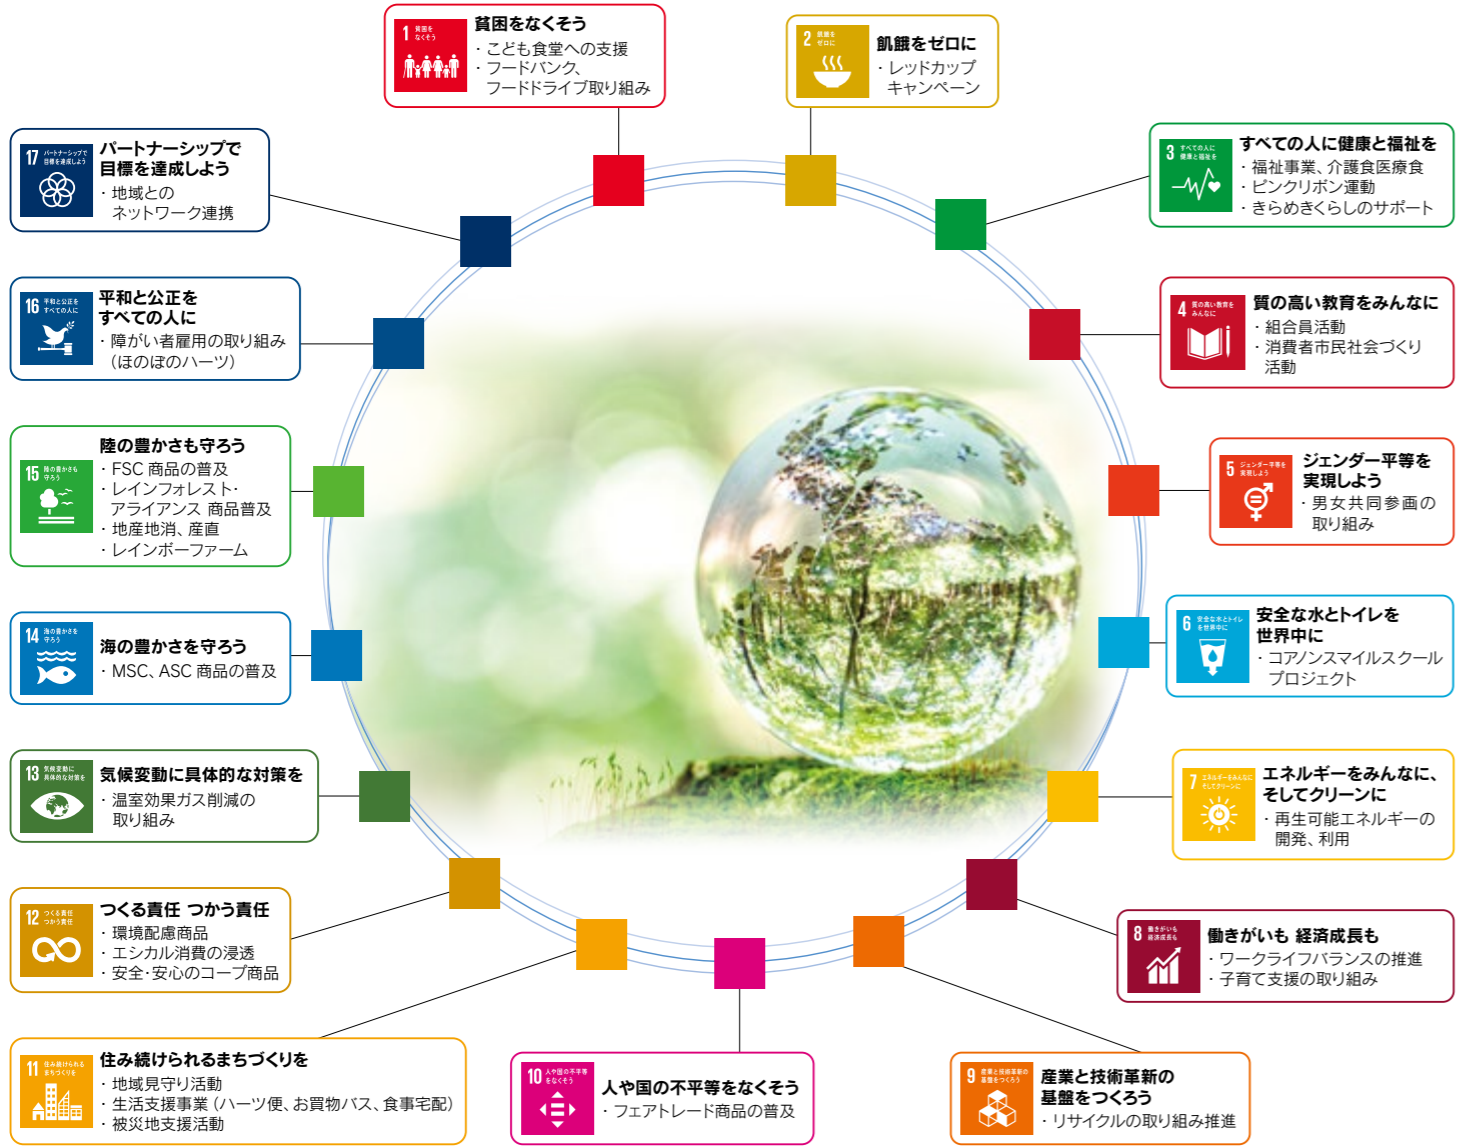 1 貧困を
なくそう
貧困をなくそう
・こども食堂への支援
・フードバンク、
フードドライブ取り組み
2 飢餓を
ゼロに
飢餓をゼロに
・レッドカップ
キャンペーン
3 すべての人に
健康と福祉を
すべての人に健康と福祉を
・福祉事業、介護食医療食
・ピンクリボン運動
・きらめきくらしのサポート
4 質の高い教育を
みんなに
質の高い教育をみんなに
・組合員活動
・消費者市民社会づくり
活動
5 ジェンダー平等を
実現しよう
ジェンダー平等を
実現しよう
・男女共同参画の
取り組み
6 安全な水とトイレ
を世界中に
安全な水とトイレを
世界中に
・コアノンスマイルスクール
プロジェクト
7 エネルギーをみんなに
そしてクリーンに
エネルギーをみんなに、
そしてクリーンに
・再生可能エネルギーの
開発、利用
8 働きがいも
経済成長も
働きがいも 経済成長も
・ワークライフバランスの推進
・子育て支援の取り組み
9 産業と技術革新の
基盤をつくろう
産業と技術革新の
基盤をつくろう
・リサイクルの取り組み推進
10 人や国の不平等
をなくそう
人や国の不平等をなくそう
・フェアトレード商品の普及
11 住み続けられる
まちづくりを
住み続けられるまちづくりを
・地域見守り活動
・生活支援事業（ハーツ便、お買物バス、食事宅配）
・被災地支援活動
12 つくる責任
つかう責任
つくる責任 つかう責任
・環境配慮商品
・エシカル消費の浸透
・安全・安心のコープ商品
13 気候変動に
具体的な対策を
気候変動に具体的な対策を
・温室効果ガス削減の
取り組み
14 海の豊かさを
守ろう
海の豊かさを守ろう
・MSC、ASC 商品の普及
15 陸の豊かさも
守ろう
陸の豊かさも守ろう
・FSC 商品の普及
・レインフォレスト・
アライアンス 商品普及
・地産地消、産直
・レインボーファーム
16 平和と公正を
すべての人に
平和と公正を
すべての人に
・障がい者雇用の取り組み
（ほのぼのハーツ）
17 パートナーシップで
目標を達成しよう
パートナーシップで
目標を達成しよう
・地域との
ネットワーク連携